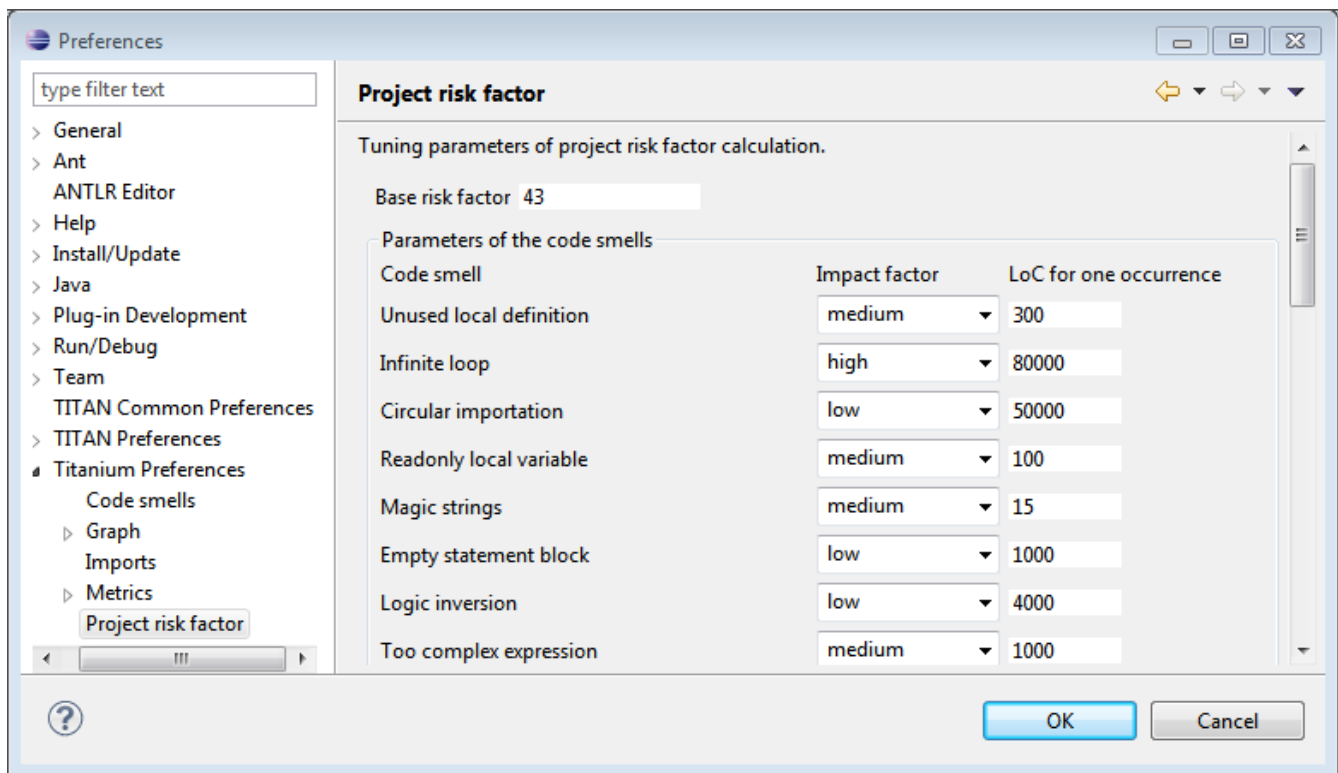 Preferences
type filter text
General
Ant
ANTLR Editor
Help
Install/Update
Java
Plug-in Development
Run/Debug
Team
TITAN Common Preferences
TITAN Preferences
Titanium Preferences
Code smells
Graph
Imports
Metrics
Project risk factor
Project risk factor
Tuning parameters of project risk factor calculation.
Base risk factor 43
Parameters of the code smells
Code smell Impact factor LoC for one occurrence
Unused local definition medium 300
Infinite loop high 80000
Circular importation low 50000
Readonly local variable medium 100
Magic strings medium 15
Empty statement block low 1000
Logic inversion low 4000
Too complex expression medium 1000
OK Cancel